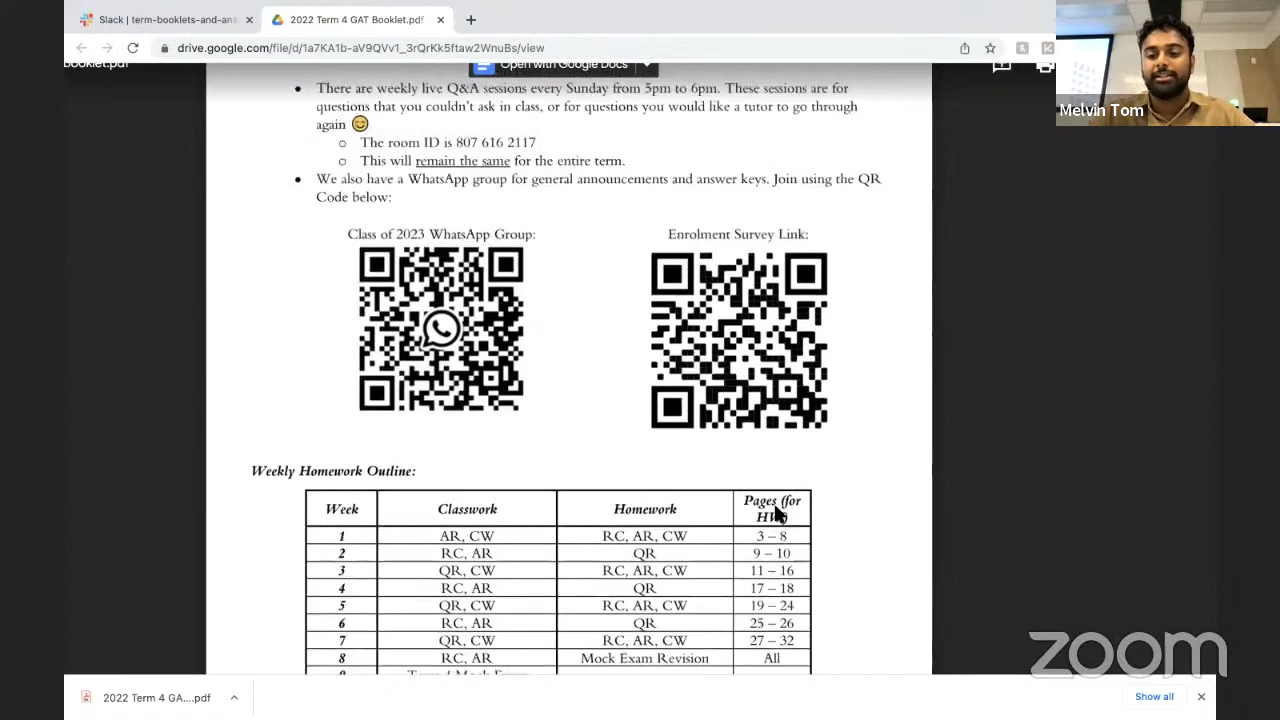 Slack | term-booklets-and-ans
2022 Term 4 GAT Booklet.pdf
drive.google.com/file/d/1a7KA1b-aV9QVv1_3rQrKk5ftaw2WnuBs/view
Booklet.pdf
Open with Google Docs
Melvin Tom
• There are weekly live Q&A sessions every Sunday from 5pm to 6pm. These sessions are for
questions that you couldn't ask in class, or for questions you would like a tutor to go through
again 😊
o The room ID is 807 616 2117
o This will remain the same for the entire term.
• We also have a WhatsApp group for general announcements and answer keys. Join using the QR
Code below:
Class of 2023 WhatsApp Group: Enrolment Survey Link:
Weekly Homework Outline:
Week Classwork Homework Pages (for
HW)
1 AR, CW RC, AR, CW 3 – 8
2 RC, AR QR 9 – 10
3 QR, CW RC, AR, CW 11 – 16
4 RC, AR QR 17 – 18
5 QR, CW RC, AR, CW 19 – 24
6 RC, AR QR 25 – 26
7 QR, CW RC, AR, CW 27 – 32
8 RC, AR Mock Exam Revision All
Term 4 Mock Exam
zoom
2022 Term 4 GA....pdf
Show all